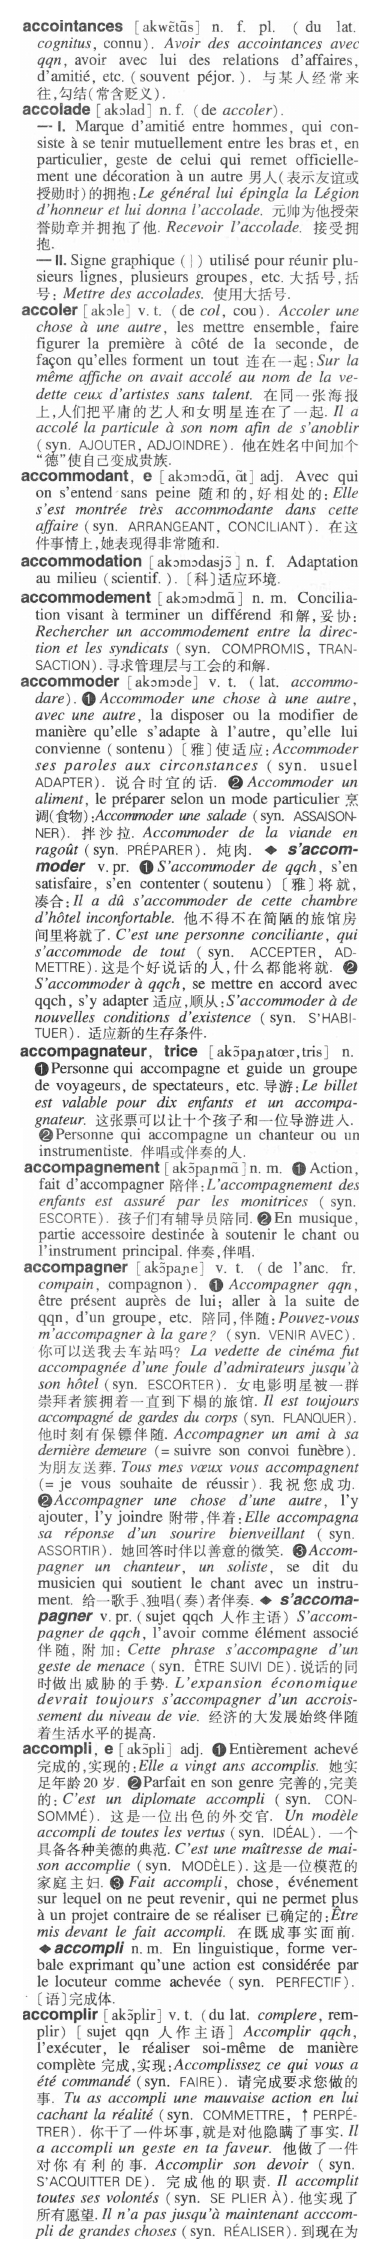 accointances [akwɛ̃tɑ̃s] n. f. pl. (du lat.
cognitus, connu). Avoir des accointances avec
qqn, avoir avec lui des relations d'affaires,
d'amitié, etc. (souvent péjor.). 与某人经常来
往,勾结(常含贬义).
accolade [akɔlad] n. f. (de accoler).
— I. Marque d'amitié entre hommes, qui con-
siste à se tenir mutuellement entre les bras et, en
particulier, geste de celui qui remet officielle-
ment une décoration à un autre 男人(表示友谊或
授勋时)的拥抱:Le général lui épingla la Légion
d'honneur et lui donna l'accolade. 元帅为他授荣
誉勋章并拥抱了他. Recevoir l'accolade. 接受拥
抱.
— II. Signe graphique ( } ) utilisé pour réunir plu-
sieurs lignes, plusieurs groupes, etc. 大括号,括
号: Mettre des accolades. 使用大括号.
accoler [akɔle] v. t. (de col, cou). Accoler une
chose à une autre, les mettre ensemble, faire
figurer la première à côté de la seconde, de
façon qu'elles forment un tout 连在一起:Sur la
même affiche on avait accolé au nom de la ve-
dette ceux d'artistes sans talent. 在同一张海报
上,人们把平庸的艺人和女明星连在了一起. Il a
accolé la particule à son nom afin de s'anoblir
(syn. AJOUTER, ADJOINDRE). 他在姓名中间加个
“德”使自己变成贵族.
accommodant, e [akɔmɔdɑ̃, ɑ̃t] adj. Avec qui
on s'entend sans peine 随和的,好相处的: Elle
s'est montrée très accommodante dans cette
affaire (syn. ARRANGEANT, CONCILIANT). 在这
件事情上,她表现得非常随和.
accommodation [akɔmɔdasjɔ̃] n. f. Adaptation
au milieu (scientif.). [科]适应环境.
accommodement [akɔmɔdmɑ̃] n. m. Concilia-
tion visant à terminer un différend 和解,妥协:
Rechercher un accommodement entre la direc-
tion et les syndicats (syn. COMPROMIS, TRAN-
SACTION). 寻求管理层与工会的和解.
accommoder [akɔmɔde] v. t. (lat. accommo-
dare). ❶ Accommoder une chose à une autre,
avec une autre, la disposer ou la modifier de
manière qu'elle s'adapte à l'autre, qu'elle lui
convienne (sontenu) [雅]使适应: Accommoder
ses paroles aux circonstances (syn. usuel
ADAPTER). 说合时宜的话. ❷ Accommoder un
aliment, le préparer selon un mode particulier 烹
调(食物):Accommoder une salade (syn. ASSAISON-
NER). 拌沙拉. Accommoder de la viande en
ragoût (syn. PRÉPARER). 炖肉. ◆ s'accom-
moder v. pr. ❶ S'accommoder de qqch, s'en
satisfaire, s'en contenter (soutenu) [雅]将就,
凑合:Il a dû s'accommoder de cette chambre
d'hôtel inconfortable. 他不得不在简陋的旅馆房
间里将就了. C'est une personne conciliante, qui
s'accommode de tout (syn. ACCEPTER, AD-
METTRE). 这是个好说话的人,什么都能将就. ❷
S'accommoder à qqch, se mettre en accord avec
qqch, s'y adapter 适应,顺从:S'accommoder à de
nouvelles conditions d'existence (syn. S'HABI-
TUER). 适应新的生存条件.
accompagnateur, trice [akɔ̃paɲatœr,tris] n.
❶ Personne qui accompagne et guide un groupe
de voyageurs, de spectateurs, etc. 导游: Le billet
est valable pour dix enfants et un accompa-
gnateur. 这张票可以让十个孩子和一位导游进入.
❷ Personne qui accompagne un chanteur ou un
instrumentiste. 伴唱或伴奏的人.
accompagnement [akɔ̃paɲmɑ̃] n. m. ❶ Action,
fait d'accompagner 陪伴: L'accompagnement des
enfants est assuré par les monitrices (syn.
ESCORTE). 孩子们有辅导员陪同. ❷ En musique,
partie accessoire destinée à soutenir le chant ou
l'instrument principal. 伴奏,伴唱.
accompagner [akɔ̃paɲe] v. t. (de l'anc. fr.
compain, compagnon). ❶ Accompagner qqn,
être présent auprès de lui; aller à la suite de
qqn, d'un groupe, etc. 陪同,伴随:Pouvez-vous
m'accompagner à la gare? (syn. VENIR AVEC).
你可以送我去车站吗? La vedette de cinéma fut
accompagnée d'une foule d'admirateurs jusqu'à
son hôtel (syn. ESCORTER). 女电影明星被一群
崇拜者簇拥着一直到下榻的旅馆. Il est toujours
accompagné de gardes du corps (syn. FLANQUER).
他时刻有保镖伴随. Accompagner un ami à sa
dernière demeure (= suivre son convoi funèbre).
为朋友送葬. Tous mes vœux vous accompagnent
(= je vous souhaite de réussir). 我祝您成功.
❷ Accompagner une chose d'une autre, l'y
ajouter, l'y joindre 附带,伴着: Elle accompagna
sa réponse d'un sourire bienveillant (syn.
ASSORTIR). 她回答时伴以善意的微笑. ❸ Accom-
pagner un chanteur, un soliste, se dit du
musicien qui soutient le chant avec un instru-
ment. 给一歌手、独唱(奏)者伴奏. ◆ s'accoma-
pagner v. pr. (sujet qqch 人作主语) S'accom-
pagner de qqch, l'avoir comme élément associé
伴随,附加: Cette phrase s'accompagne d'un
geste de menace (syn. ÊTRE SUIVI DE). 说话的同
时做出威胁的手势. L'expansion économique
devrait toujours s'accompagner d'un accrois-
sement du niveau de vie. 经济的大发展始终伴随
着生活水平的提高.
accompli, e [akɔ̃pli] adj. ❶ Entièrement achevé
完成的,实现的: Elle a vingt ans accomplis. 她实
足年龄 20 岁. ❷ Parfait en son genre 完善的,完美
的: C'est un diplomate accompli (syn. CON-
SOMMÉ). 这是一位出色的外交官. Un modèle
accompli de toutes les vertus (syn. IDÉAL). 一个
具备各种美德的典范. C'est une maîtresse de mai-
son accomplie (syn. MODÈLE). 这是一位模范的
家庭主妇. ❸ Fait accompli, chose, événement
sur lequel on ne peut revenir, qui ne permet plus
à un projet contraire de se réaliser 已确定的:Être
mis devant le fait accompli. 在既成事实面前.
◆ accompli n. m. En linguistique, forme ver-
bale exprimant qu'une action est considérée par
le locuteur comme achevée (syn. PERFECTIF).
[语]完成体.
accomplir [akɔ̃plir] v. t. (du lat. complere, rem-
plir) [sujet qqn 人作主语] Accomplir qqch,
l'exécuter, le réaliser soi-même de manière
complète 完成,实现:Accomplissez ce qui vous a
été commandé (syn. FAIRE). 请完成要求您做的
事. Tu as accompli une mauvaise action en lui
cachant la réalité (syn. COMMETTRE, ↑ PERPÉ-
TRER). 你干了一件坏事,就是对他隐瞒了事实. Il
a accompli un geste en ta faveur. 他做了一件
对你有利的事. Accomplir son devoir (syn.
S'ACQUITTER DE). 完成他的职责. Il accomplit
toutes ses volontés (syn. SE PLIER À). 他实现了
所有愿望. Il n'a pas jusqu'à maintenant acccom-
pli de grandes choses (syn. RÉALISER). 到现在为